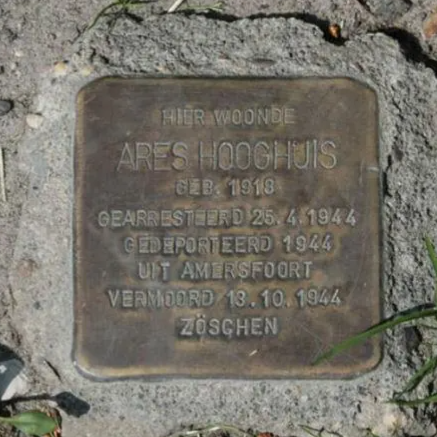 HIER WOONDE
ARES HOOGHUIS
GEB. 1918
GEARRESTEERD 25.4.1944
GEDEPORTEERD 1944
UIT AMERSFOORT
VERMOORD 13.10.1944
ZÖSCHEN